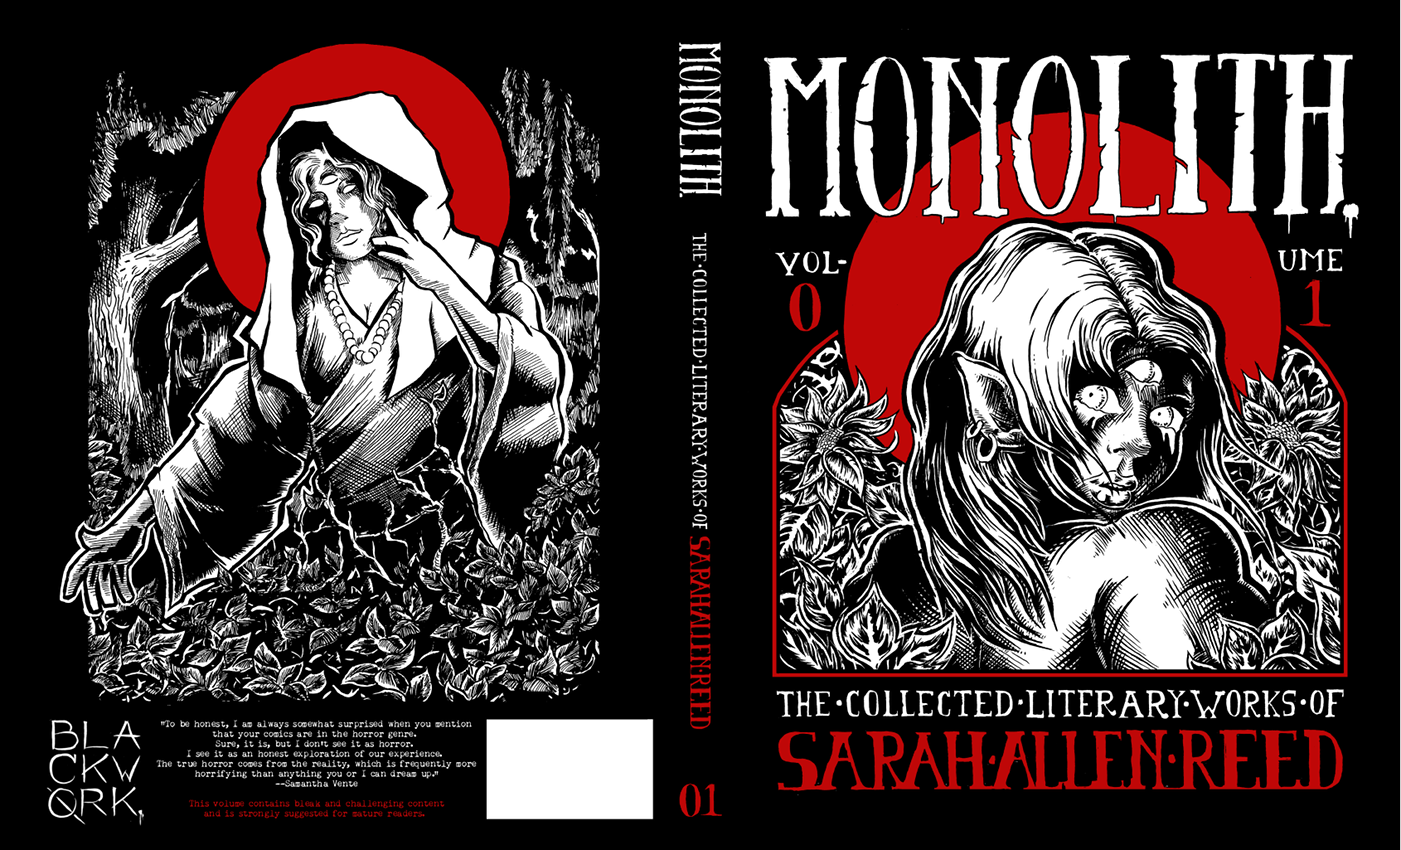 BLA
CKW
ORK.
"To be honest, I am always somewhat surprised when you mention
that your comics are in the horror genre.
Sure, it is, but I don't see it as horror.
I see it as an honest exploration of our experience.
The true horror comes from the reality, which is frequently more
horrifying than anything you or I can dream up."
--Samantha Vente
This volume contains bleak and challenging content
and is strongly suggested for mature readers.
MONOLITH.
THE·COLLECTED·LITERARY·WORKS·OF
SARAH·ALLEN·REED
01
MONOLITH.
VOL-UME
01
THE·COLLECTED·LITERARY·WORKS·OF
SARAH·ALLEN·REED